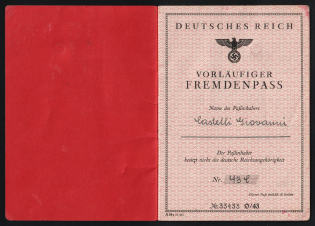 DEUTSCHES REICH
VORLÄUFIGER
FREMDENPASS
Name des Paßinhabers
Castelli Giovanni
Der Paßinhaber
besitzt nicht die deutsche Reichsangehörigkeit
Nr.
№ 33433 0/43